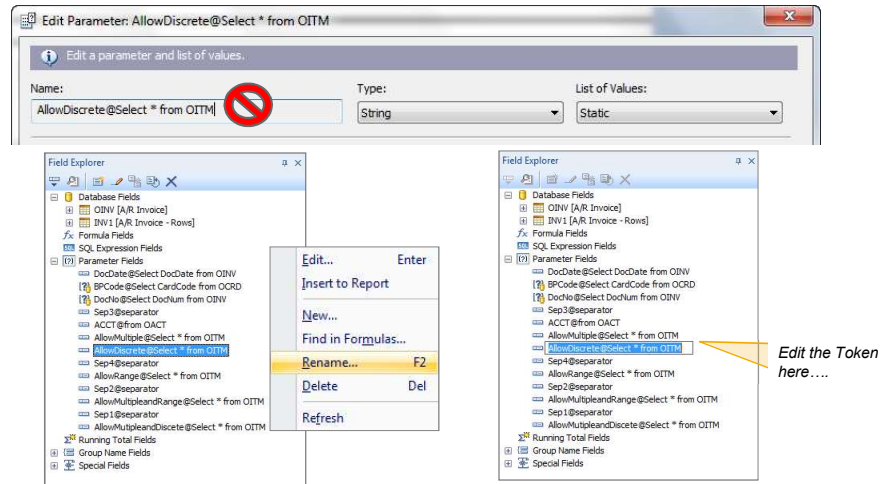 Edit Parameter: AllowDiscrete@Select * from OITM
Edit a parameter and list of values.
Name:
Type:
List of Values:
AllowDiscrete@Select * from OITM
String
Static
Field Explorer
Database Fields
OINV [A/R Invoice]
INV1 [A/R Invoice - Rows]
Formula Fields
SQL Expression Fields
Parameter Fields
DocDate@Select DocDate from OINV
BPCode@Select CardCode from OCRD
DocNo@Select DocNum from OINV
Sep3@separator
ACCT@from OACT
AllowMultiple@Select * from OITM
AllowDiscrete@Select * from OITM
Sep4@separator
AllowRange@Select * from OITM
Sep2@separator
AllowMultipleandRange@Select * from OITM
Sep1@separator
AllowMutipleandDiscete@Select * from OITM
Running Total Fields
Group Name Fields
Special Fields
Edit... Enter
Insert to Report
New...
Find in Formulas...
Rename... F2
Delete Del
Refresh
Field Explorer
Database Fields
OINV [A/R Invoice]
INV1 [A/R Invoice - Rows]
Formula Fields
SQL Expression Fields
Parameter Fields
DocDate@Select DocDate from OINV
BPCode@Select CardCode from OCRD
DocNo@Select DocNum from OINV
Sep3@separator
ACCT@from OACT
AllowMultiple@Select * from OITM
AllowDiscrete@Select * from OITM
Sep4@separator
AllowRange@Select * from OITM
Sep2@separator
AllowMultipleandRange@Select * from OITM
Sep1@separator
AllowMutipleandDiscete@Select * from OITM
Running Total Fields
Group Name Fields
Special Fields
Edit the Token
here….